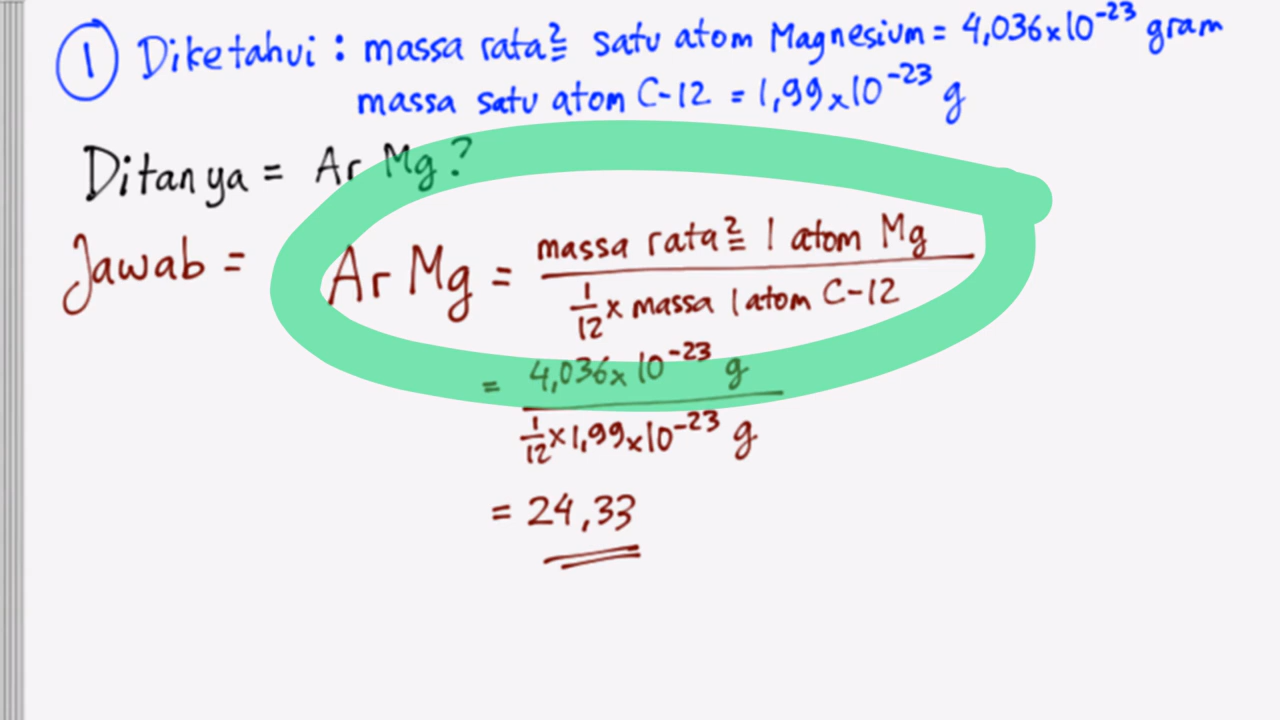 1 Diketahui : massa rata² satu atom Magnesium = 4,036 x 10⁻²³ gram
massa satu atom C-12 = 1,99 x 10⁻²³ g
Ditanya = Ar Mg ?
Jawab = Ar Mg = massa rata² 1 atom Mg
1/12 x massa 1 atom C-12
= 4,036 x 10⁻²³ g
1/12 x 1,99 x 10⁻²³ g
= 24,33